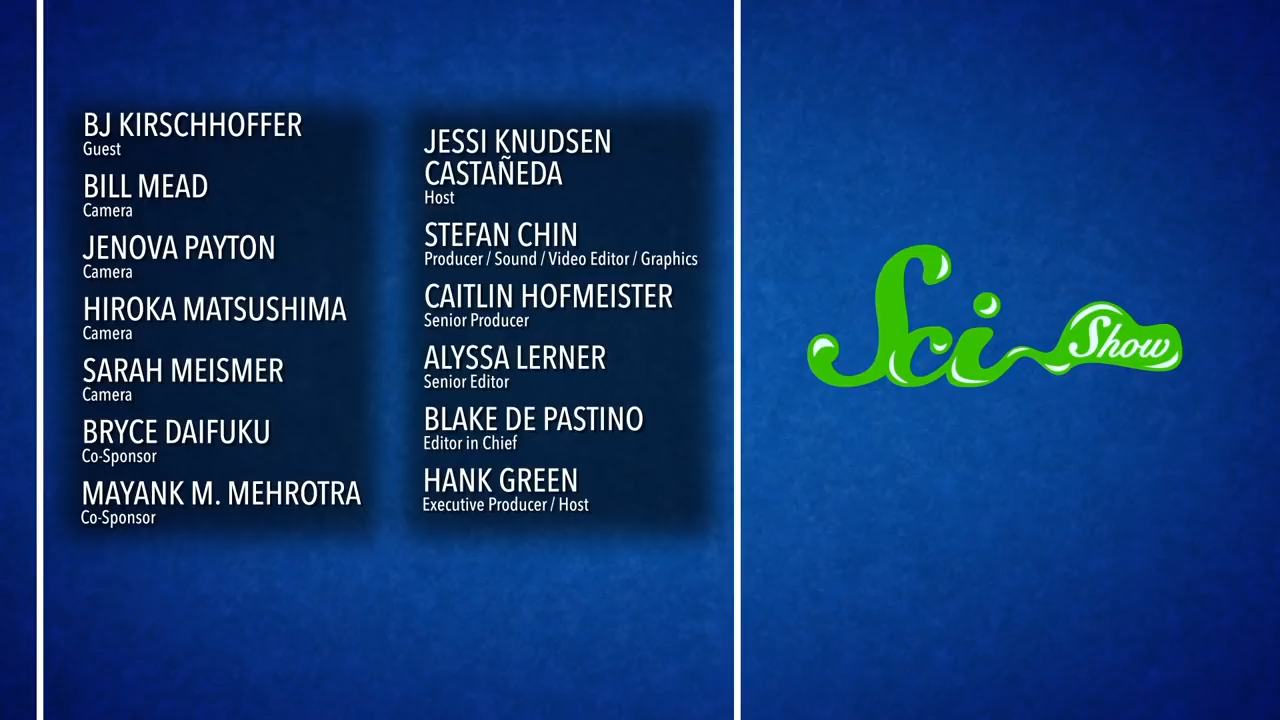 BJ KIRSCHHOFFER
Guest
BILL MEAD
Camera
JENOVA PAYTON
Camera
HIROKA MATSUSHIMA
Camera
SARAH MEISMER
Camera
BRYCE DAIFUKU
Co-Sponsor
MAYANK M. MEHROTRA
Co-Sponsor
JESSI KNUDSEN
CASTAÑEDA
Host
STEFAN CHIN
Producer / Sound / Video Editor / Graphics
CAITLIN HOFMEISTER
Senior Producer
ALYSSA LERNER
Senior Editor
BLAKE DE PASTINO
Editor in Chief
HANK GREEN
Executive Producer / Host
Sci Show